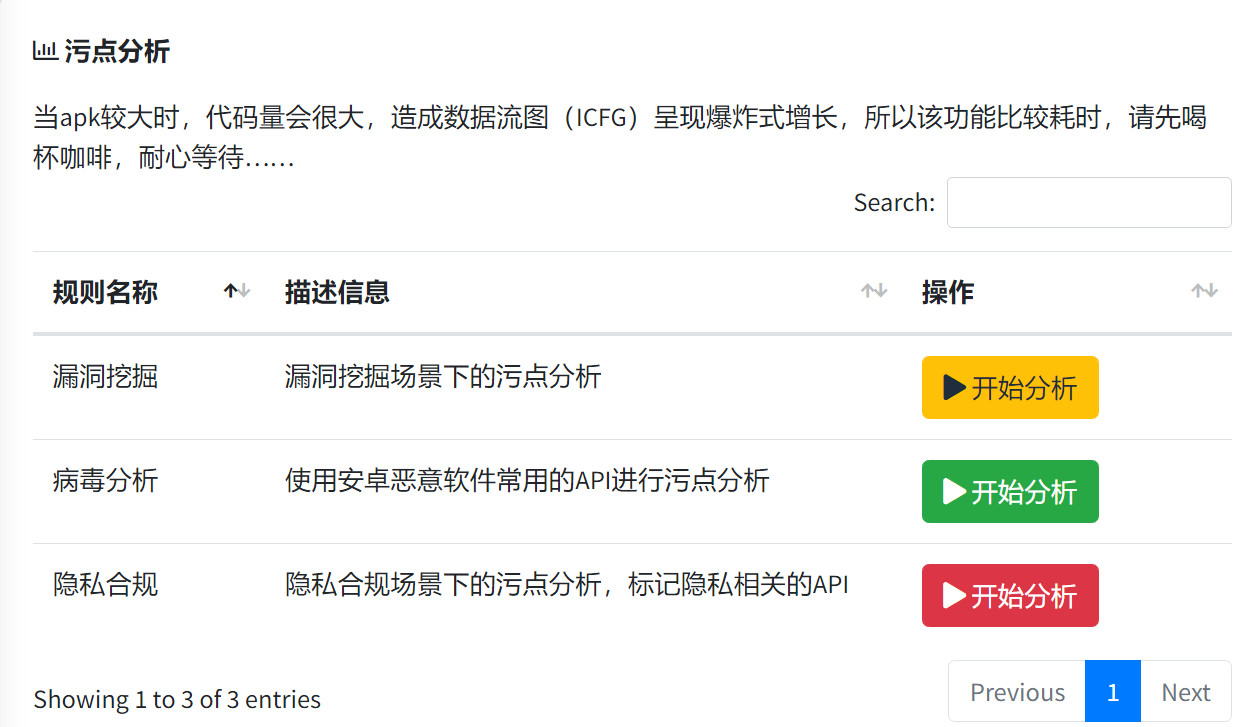 污点分析
当apk较大时，代码量会很大，造成数据流图（ICFG）呈现爆炸式增长，所以该功能比较耗时，请先喝
杯咖啡，耐心等待……
Search:
规则名称 描述信息 操作
漏洞挖掘 漏洞挖掘场景下的污点分析 开始分析
病毒分析 使用安卓恶意软件常用的API进行污点分析 开始分析
隐私合规 隐私合规场景下的污点分析，标记隐私相关的API 开始分析
Showing 1 to 3 of 3 entries Previous 1 Next